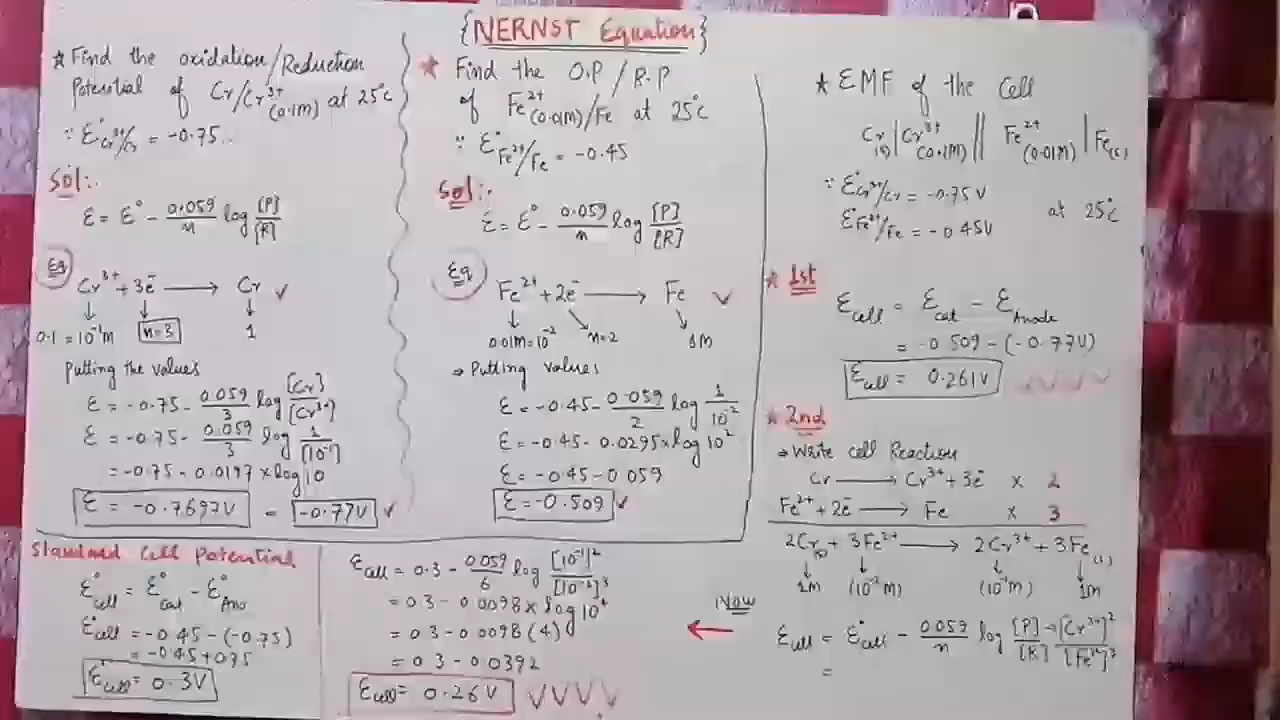 {NERNST Equation}
★ Find the oxidation/Reduction
Potential of Cr/Cr³⁺(0.1M) at 25°C
∵ Ɛ°Cr³⁺/Cr = -0.75
Sol:.
Ɛ = Ɛ° - 0.059/n log [P]/[R]
Eq
Cr³⁺ + 3e⁻ ⟶ Cr ✓
↓ ↓ ↓
0.1 = 10⁻¹M n=3 1
Putting the values
Ɛ = -0.75 - 0.059/3 log [Cr]/[Cr³⁺]
Ɛ = -0.75 - 0.059/3 log 1/[10⁻¹]
= -0.75 - 0.0197 × log 10
Ɛ = -0.7697V = -0.77V ✓
★ Find the O.P / R.P
of Fe²⁺(0.01M)/Fe at 25°C
∵ Ɛ°Fe²⁺/Fe = -0.45
Sol:.
Ɛ = Ɛ° - 0.059/n log [P]/[R]
Eq
Fe²⁺ + 2e⁻ ⟶ Fe ✓
0.01M=10⁻² n=2 1M
→ Putting values
Ɛ = -0.45 - 0.059/2 log 1/10⁻²
Ɛ = -0.45 - 0.0295 × log 10²
Ɛ = -0.45 - 0.059
Ɛ = -0.509 ✓
★ EMF of the Cell
Cr(s) | Cr³⁺(0.1M) || Fe²⁺(0.01M) | Fe(s)
∵ Ɛ°Cr³⁺/Cr = -0.75V
Ɛ°Fe²⁺/Fe = -0.45V at 25°C
★ 1st
Ɛcell = Ɛcat - ƐAnode
= -0.509 - (-0.77V)
Ɛcell = 0.261V ✓✓✓✓
★ 2nd
→ Write cell Reaction
Cr ⟶ Cr³⁺ + 3e⁻ × 2
Fe²⁺ + 2e⁻ ⟶ Fe × 3
2Cr(s) + 3Fe²⁺ ⟶ 2Cr³⁺ + 3Fe(s)
↓ ↓ ↓ ↓
1M (10⁻²M) (10⁻¹M) 1M
Ɛcell = Ɛ°cell - 0.059/n log [P]/[R] → [Cr³⁺]²/[Fe²⁺]³
=
Now
←
Standard Cell Potential
Ɛ°cell = Ɛ°cat - Ɛ°Ano
Ɛ°cell = -0.45 - (-0.75)
= -0.45 + 0.75
Ɛ°cell = 0.3V
Ɛcell = 0.3 - 0.059/6 log [10⁻¹]²/[10⁻²]³
= 0.3 - 0.0098 × log 10⁴
= 0.3 - 0.0098 (4)
= 0.3 - 0.0392
Ɛcell = 0.26V ✓✓✓✓